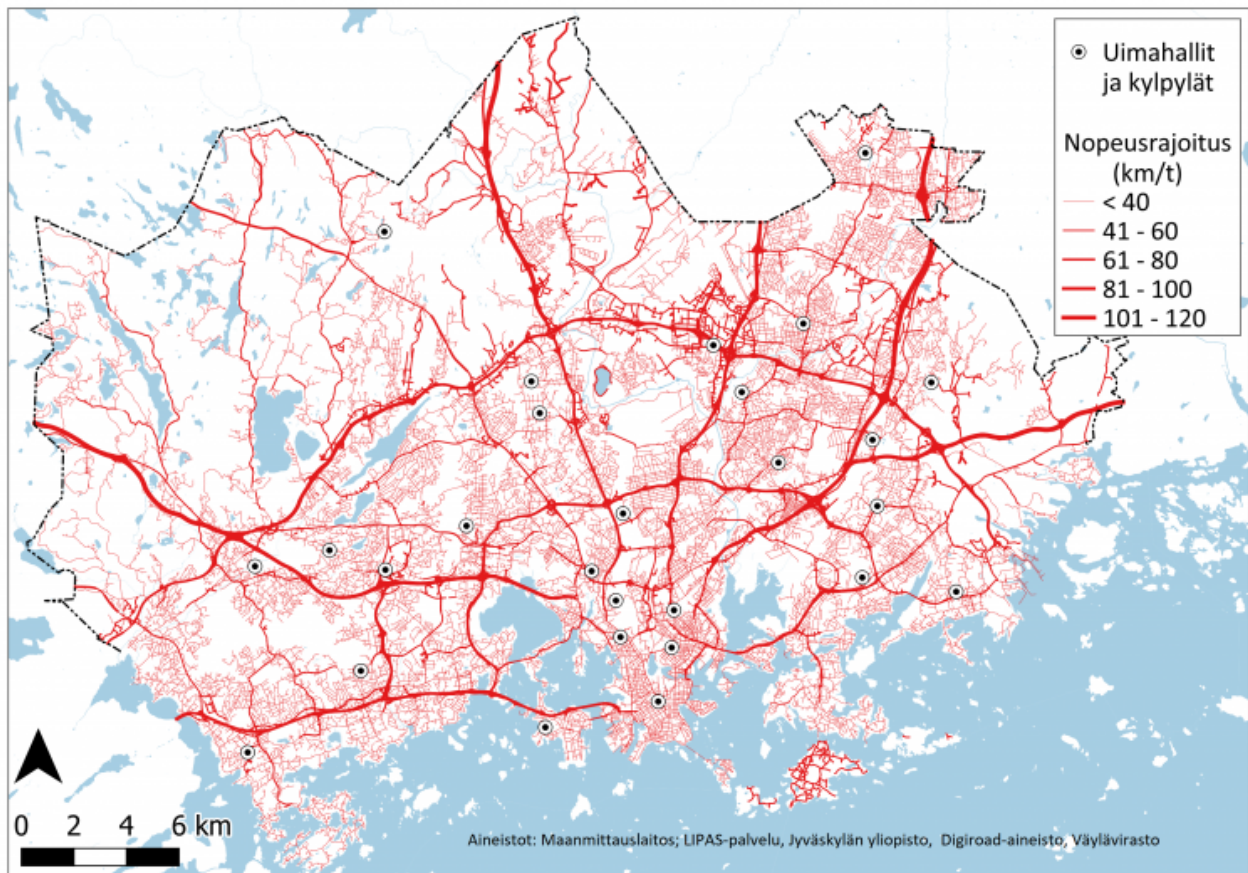 Uimahallit
ja kylpylät
Nopeusrajoitus
(km/t)
< 40
41 - 60
61 - 80
81 - 100
101 - 120
0 2 4 6 km
Aineistot: Maanmittauslaitos; LIPAS-palvelu, Jyväskylän yliopisto, Digiroad-aineisto, Väylävirasto